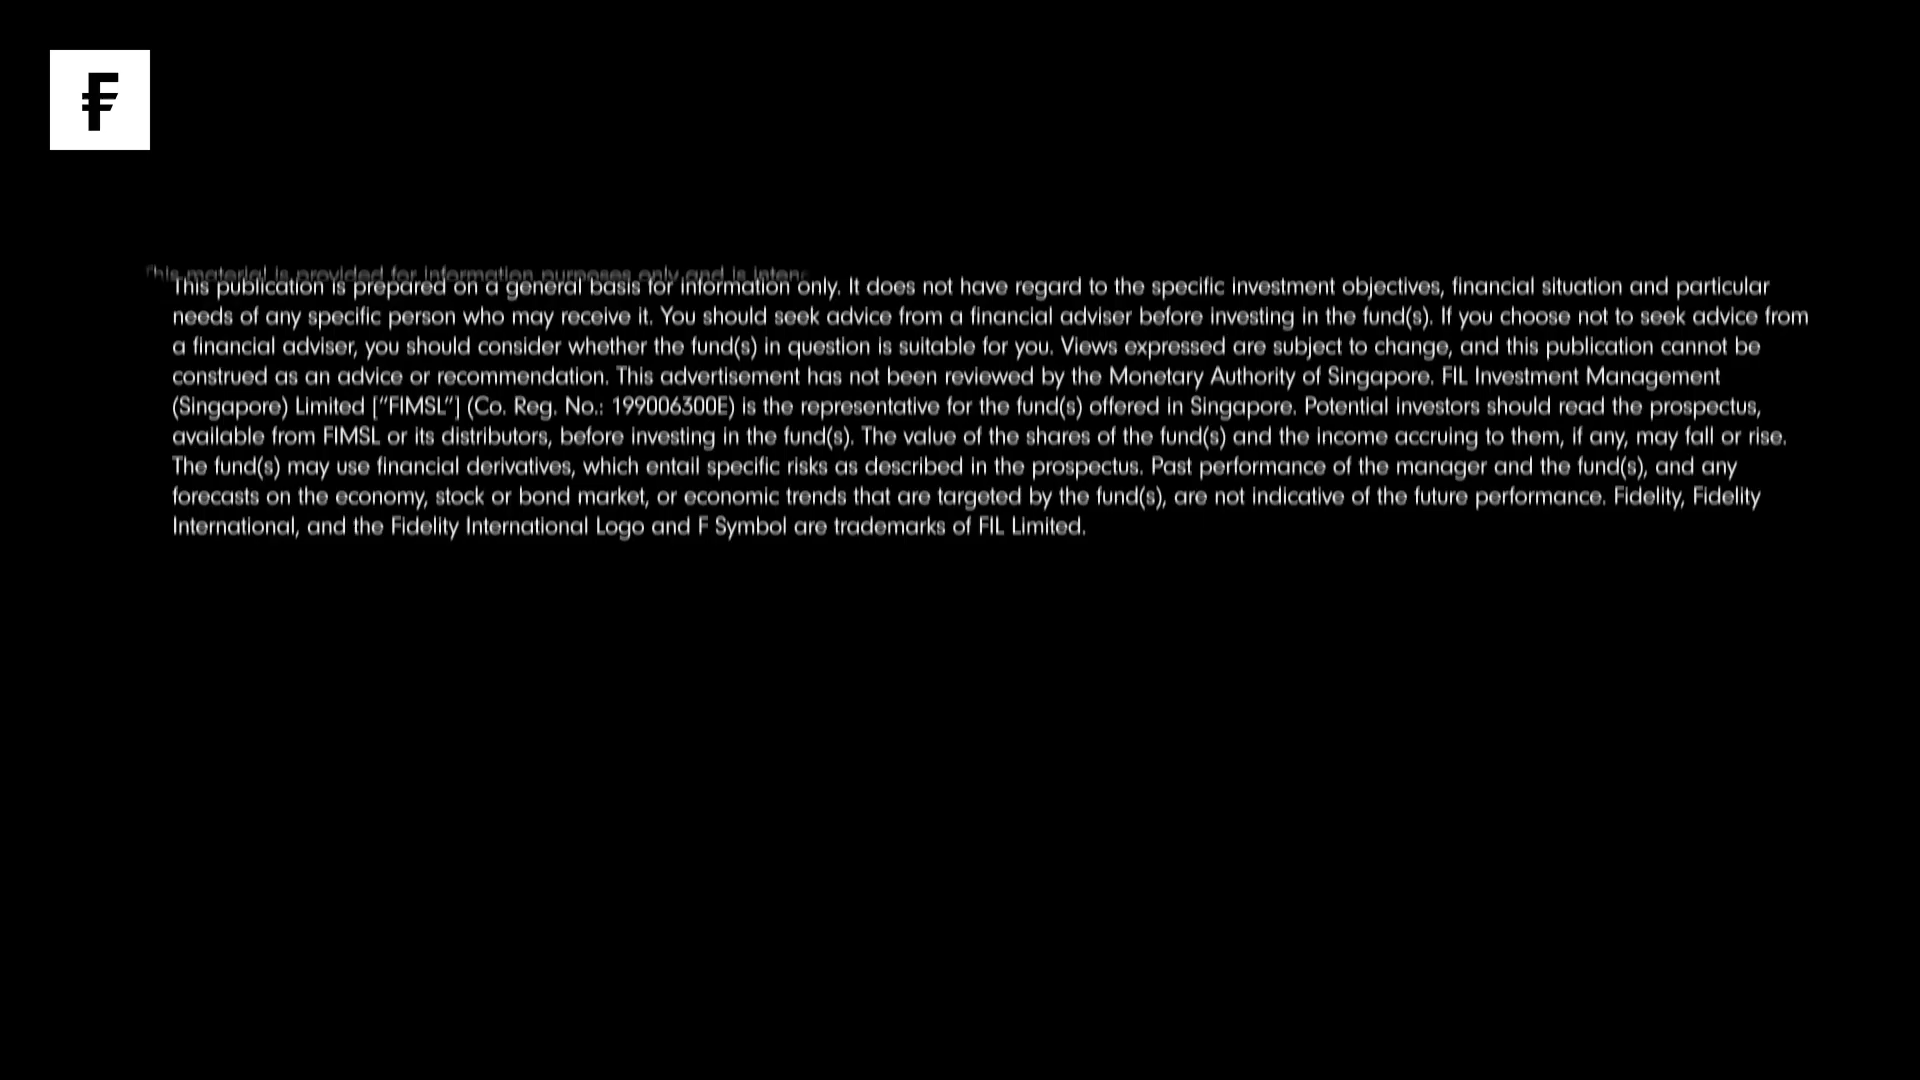 This material is provided for information purposes only and is inten
This publication is prepared on a general basis for information only. It does not have regard to the specific investment objectives, financial situation and particular
needs of any specific person who may receive it. You should seek advice from a financial adviser before investing in the fund(s). If you choose not to seek advice from
a financial adviser, you should consider whether the fund(s) in question is suitable for you. Views expressed are subject to change, and this publication cannot be
construed as an advice or recommendation. This advertisement has not been reviewed by the Monetary Authority of Singapore. FIL Investment Management
(Singapore) Limited [“FIMSL”] (Co. Reg. No.: 199006300E) is the representative for the fund(s) offered in Singapore. Potential investors should read the prospectus,
available from FIMSL or its distributors, before investing in the fund(s). The value of the shares of the fund(s) and the income accruing to them, if any, may fall or rise.
The fund(s) may use financial derivatives, which entail specific risks as described in the prospectus. Past performance of the manager and the fund(s), and any
forecasts on the economy, stock or bond market, or economic trends that are targeted by the fund(s), are not indicative of the future performance. Fidelity, Fidelity
International, and the Fidelity International Logo and F Symbol are trademarks of FIL Limited.